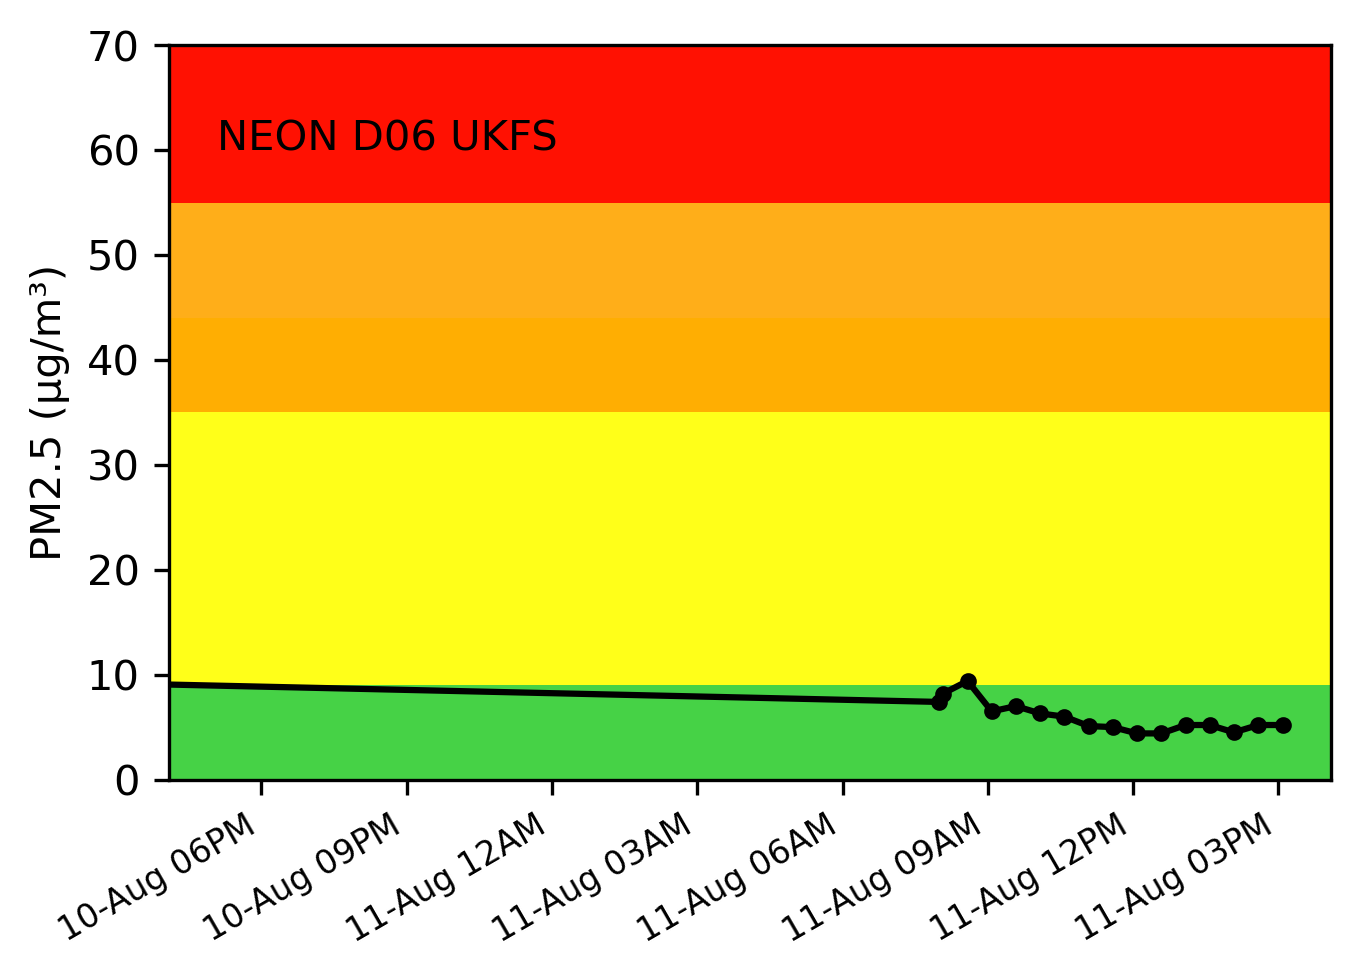 70
60
50
40
30
20
10
0
PM2.5 (µg/m³)
NEON D06 UKFS
10-Aug 06PM
10-Aug 09PM
11-Aug 12AM
11-Aug 03AM
11-Aug 06AM
11-Aug 09AM
11-Aug 12PM
11-Aug 03PM